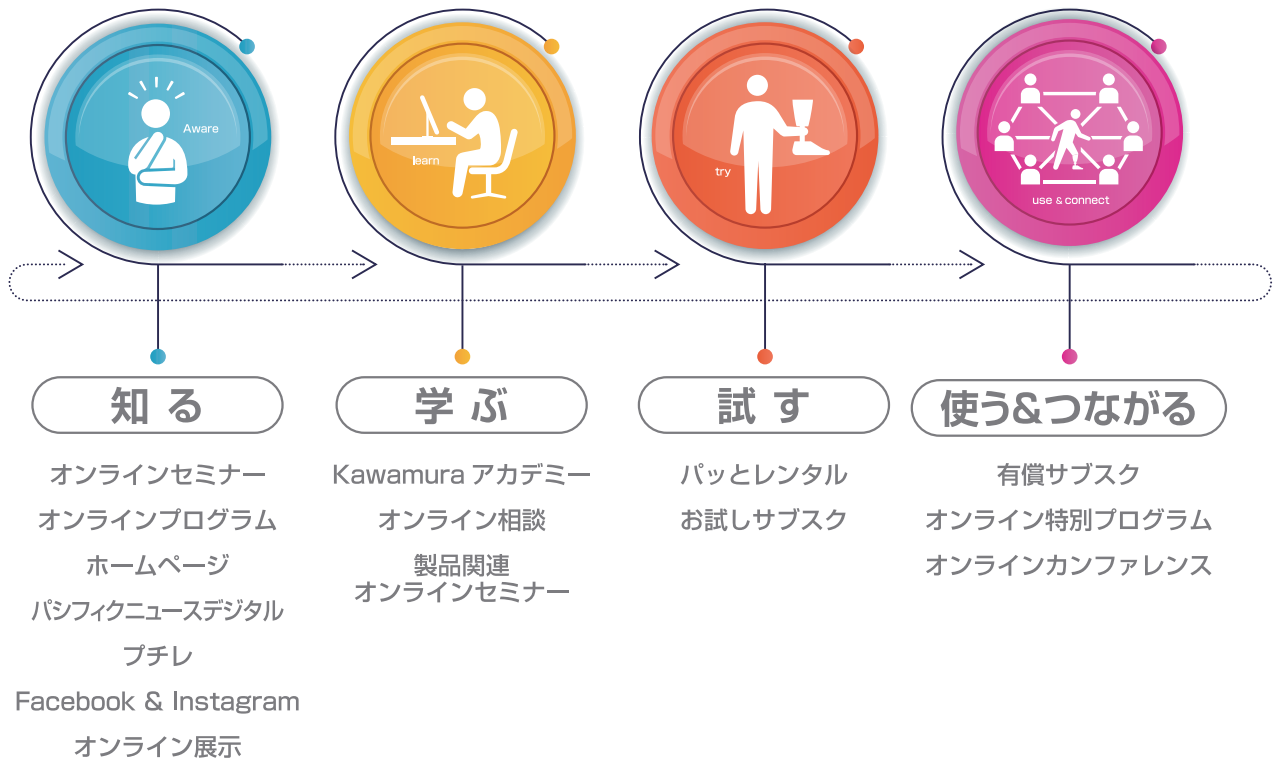 Aware
learn
try
use & connect
知る
オンラインセミナー
オンラインプログラム
ホームページ
パシフィクニュースデジタル
プチレ
Facebook & Instagram
オンライン展示
学ぶ
Kawamura アカデミー
オンライン相談
製品関連
オンラインセミナー
試す
パッとレンタル
お試しサブスク
使う&つながる
有償サブスク
オンライン特別プログラム
オンラインカンファレンス